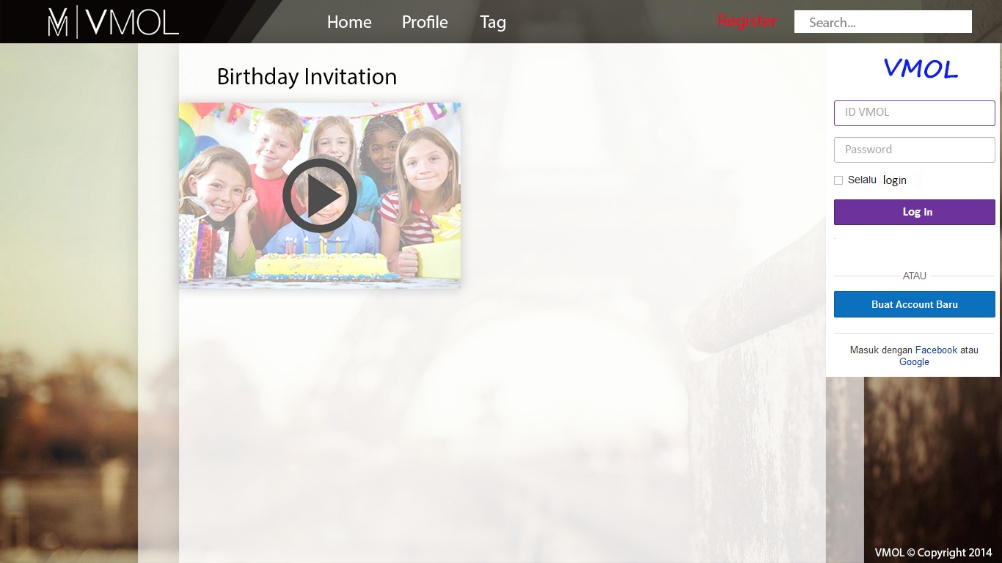 VMOL
Home Profile Tag
Register
Search...
Birthday Invitation
VMOL
ID VMOL
Password
Selalu login
Log In
ATAU
Buat Account Baru
Masuk dengan Facebook atau
Google
VMOL © Copyright 2014